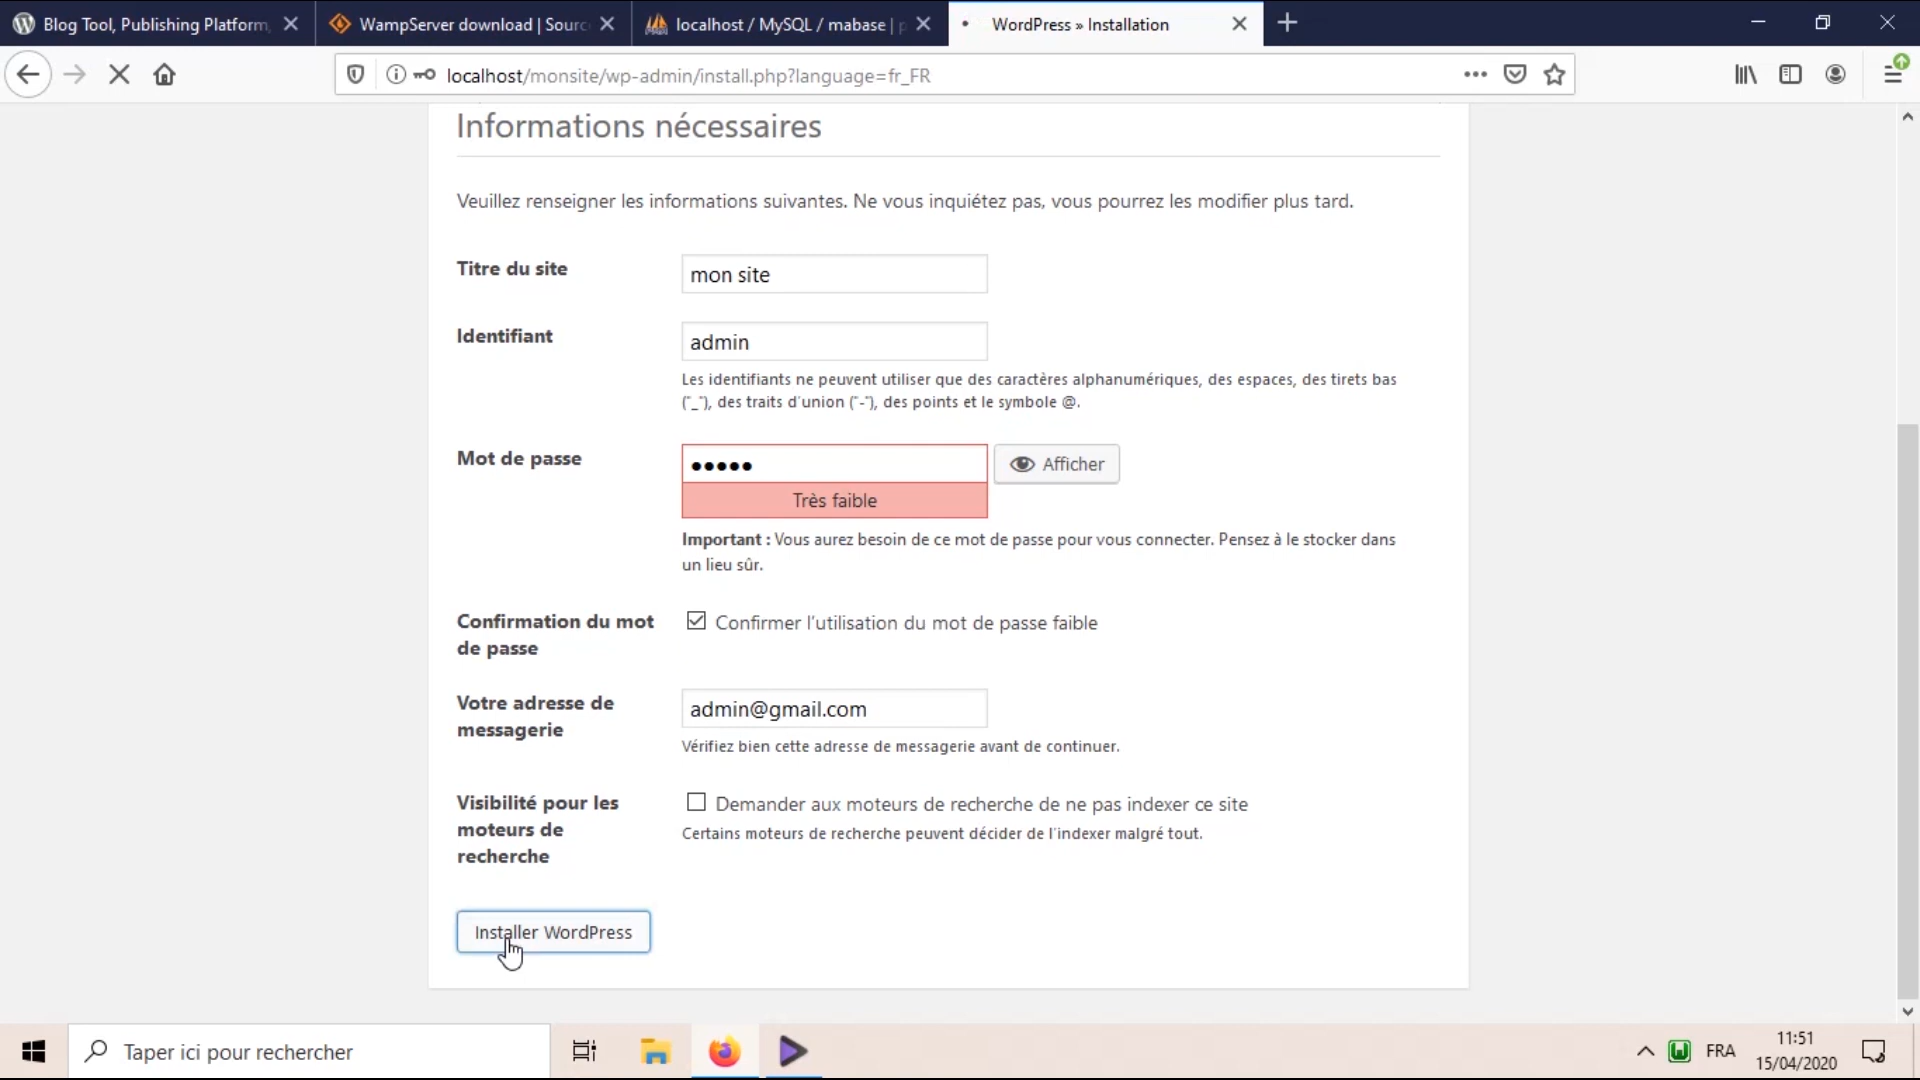 Blog Tool, Publishing Platform,
WampServer download | Sourc
localhost / MySQL / mabase | p
WordPress » Installation
localhost/monsite/wp-admin/install.php?language=fr_FR
Informations nécessaires
Veuillez renseigner les informations suivantes. Ne vous inquiétez pas, vous pourrez les modifier plus tard.
Titre du site
mon site
Identifiant
admin
Les identifiants ne peuvent utiliser que des caractères alphanumériques, des espaces, des tirets bas
("_"), des traits d'union ("-"), des points et le symbole @.
Mot de passe
•••••
Afficher
Très faible
Important : Vous aurez besoin de ce mot de passe pour vous connecter. Pensez à le stocker dans
un lieu sûr.
Confirmation du mot
de passe
Confirmer l'utilisation du mot de passe faible
Votre adresse de
messagerie
admin@gmail.com
Vérifiez bien cette adresse de messagerie avant de continuer.
Visibilité pour les
moteurs de
recherche
Demander aux moteurs de recherche de ne pas indexer ce site
Certains moteurs de recherche peuvent décider de l'indexer malgré tout.
Installer WordPress
Taper ici pour rechercher
FRA
11:51
15/04/2020